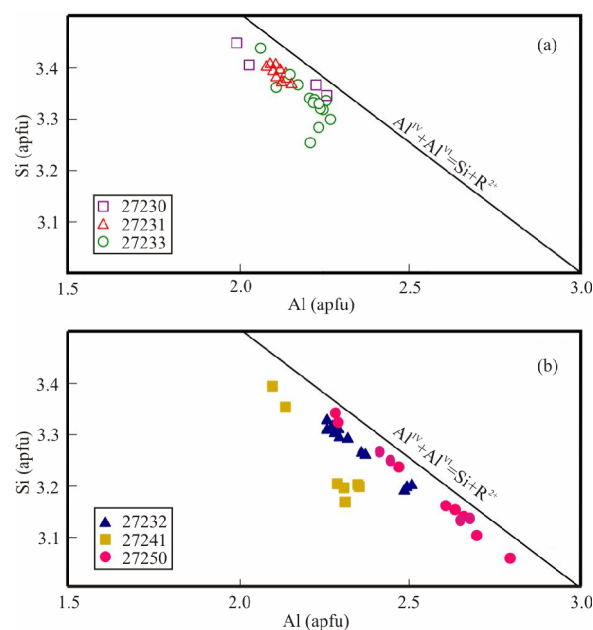 (a)
3.4
3.3
3.2
3.1
Si (apfu)
Al^IV+Al^VI=Si+R^2+
27230
27231
27233
1.5 2.0 2.5 3.0
Al (apfu)
(b)
3.4
3.3
3.2
3.1
Si (apfu)
Al^IV+Al^VI=Si+R^2+
27232
27241
27250
1.5 2.0 2.5 3.0
Al (apfu)